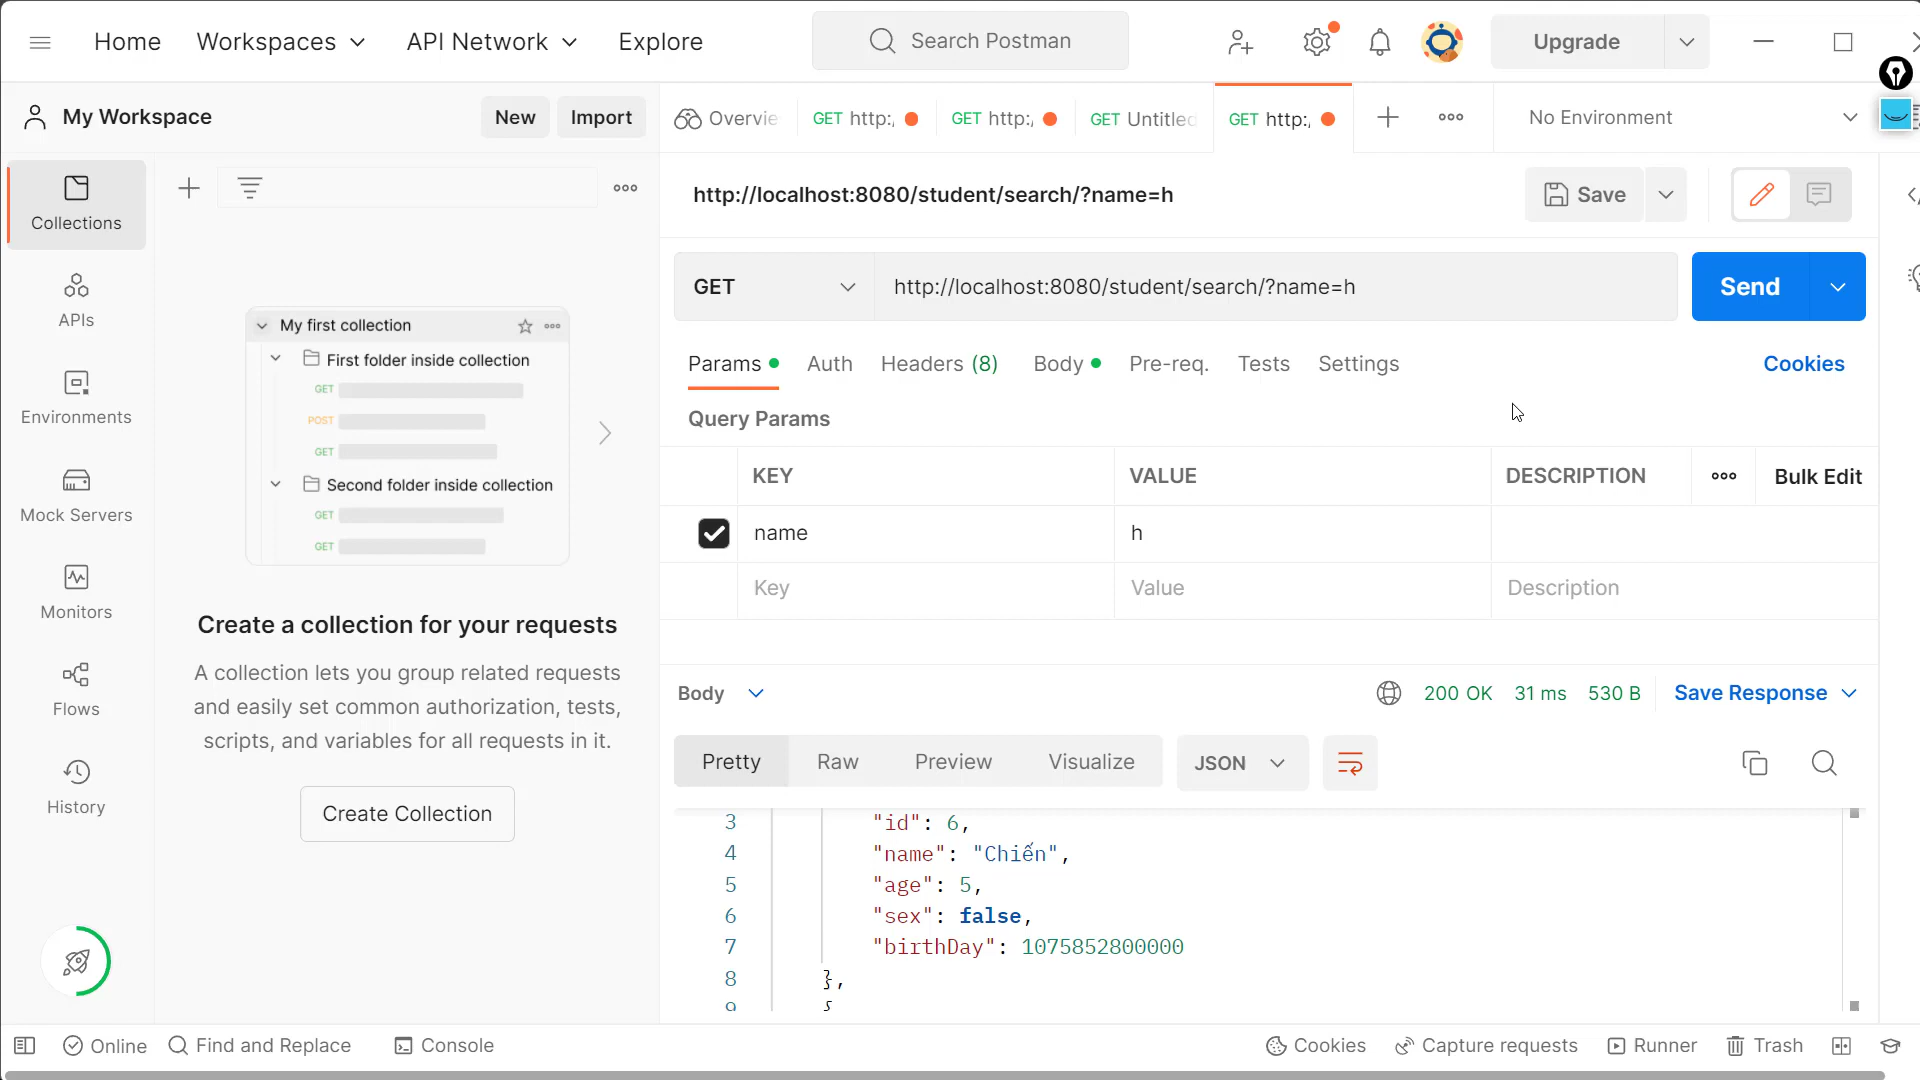 Home
Workspaces
API Network
Explore
Search Postman
Upgrade
My Workspace
New
Import
Overvie
GET http:,
GET http:,
GET Untitled
GET http:,
No Environment
Collections
APIs
Environments
Mock Servers
Monitors
Flows
History
My first collection
First folder inside collection
GET
POST
GET
Second folder inside collection
GET
GET
Create a collection for your requests
A collection lets you group related requests
and easily set common authorization, tests,
scripts, and variables for all requests in it.
Create Collection
http://localhost:8080/student/search/?name=h
Save
GET
http://localhost:8080/student/search/?name=h
Send
Params
Auth
Headers (8)
Body
Pre-req.
Tests
Settings
Cookies
Query Params
KEY
VALUE
DESCRIPTION
Bulk Edit
name
h
Key
Value
Description
Body
200 OK
31 ms
530 B
Save Response
Pretty
Raw
Preview
Visualize
JSON
3 "id": 6,
4 "name": "Chiến",
5 "age": 5,
6 "sex": false,
7 "birthDay": 1075852800000
8 },
9 {
Online
Find and Replace
Console
Cookies
Capture requests
Runner
Trash